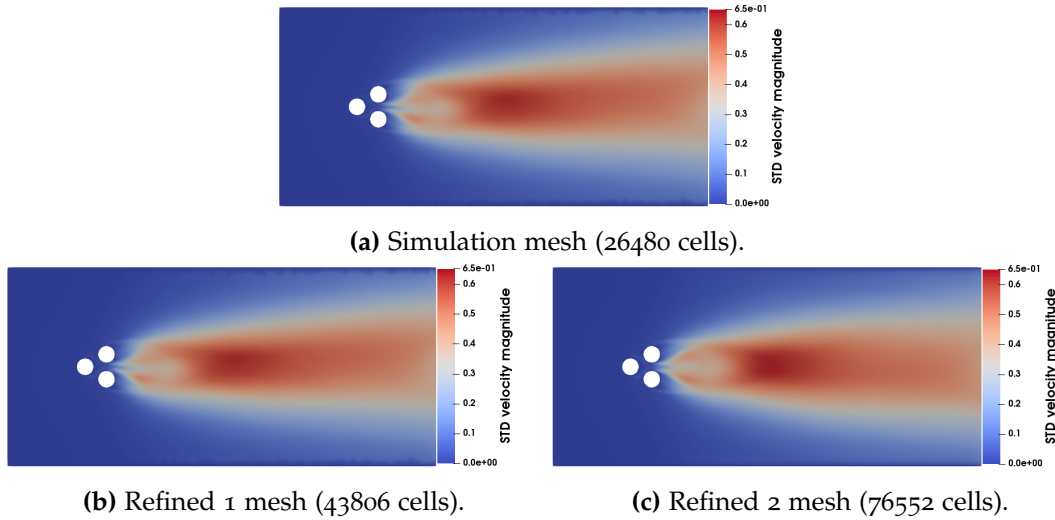 6.5e-01
0.6
0.5
0.4
0.3
0.2
0.1
0.0e+00
STD velocity magnitude
(a) Simulation mesh (26480 cells).
6.5e-01
0.6
0.5
0.4
0.3
0.2
0.1
0.0e+00
STD velocity magnitude
6.5e-01
0.6
0.5
0.4
0.3
0.2
0.1
0.0e+00
STD velocity magnitude
(b) Refined 1 mesh (43806 cells).
(c) Refined 2 mesh (76552 cells).